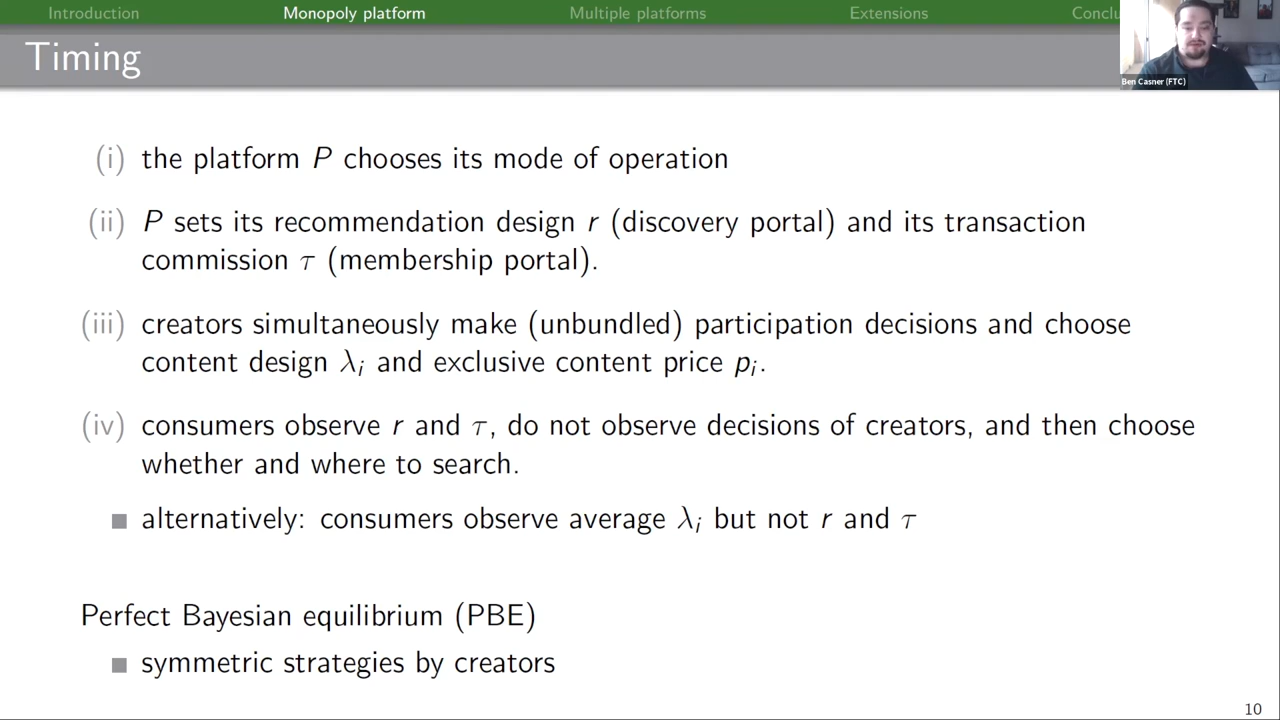 Introduction Monopoly platform Multiple platforms Extensions Conclu
Timing
Ben Casner (FTC)
(i) the platform P chooses its mode of operation
(ii) P sets its recommendation design r (discovery portal) and its transaction
commission τ (membership portal).
(iii) creators simultaneously make (unbundled) participation decisions and choose
content design λi and exclusive content price pi.
(iv) consumers observe r and τ, do not observe decisions of creators, and then choose
whether and where to search.
■ alternatively: consumers observe average λi but not r and τ
Perfect Bayesian equilibrium (PBE)
■ symmetric strategies by creators
10